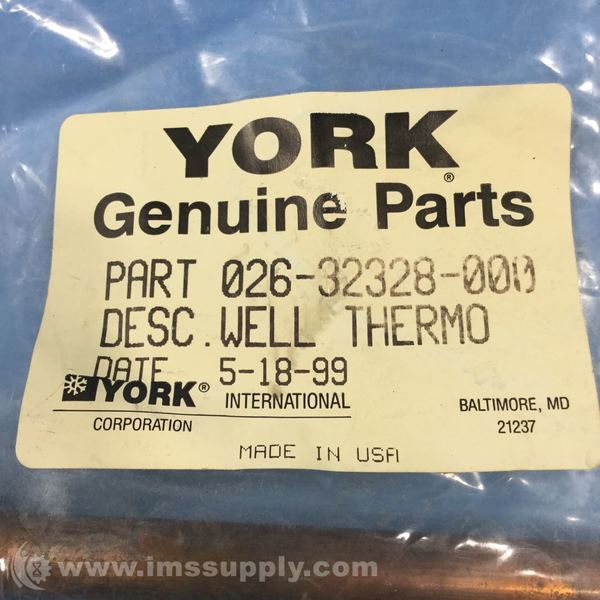 YORK®
Genuine Parts
PART 026-32328-000
DESC. WELL THERMO
DATE 5-18-99
YORK® INTERNATIONAL
CORPORATION
BALTIMORE, MD
21237
MADE IN USA
www.imssupply.com